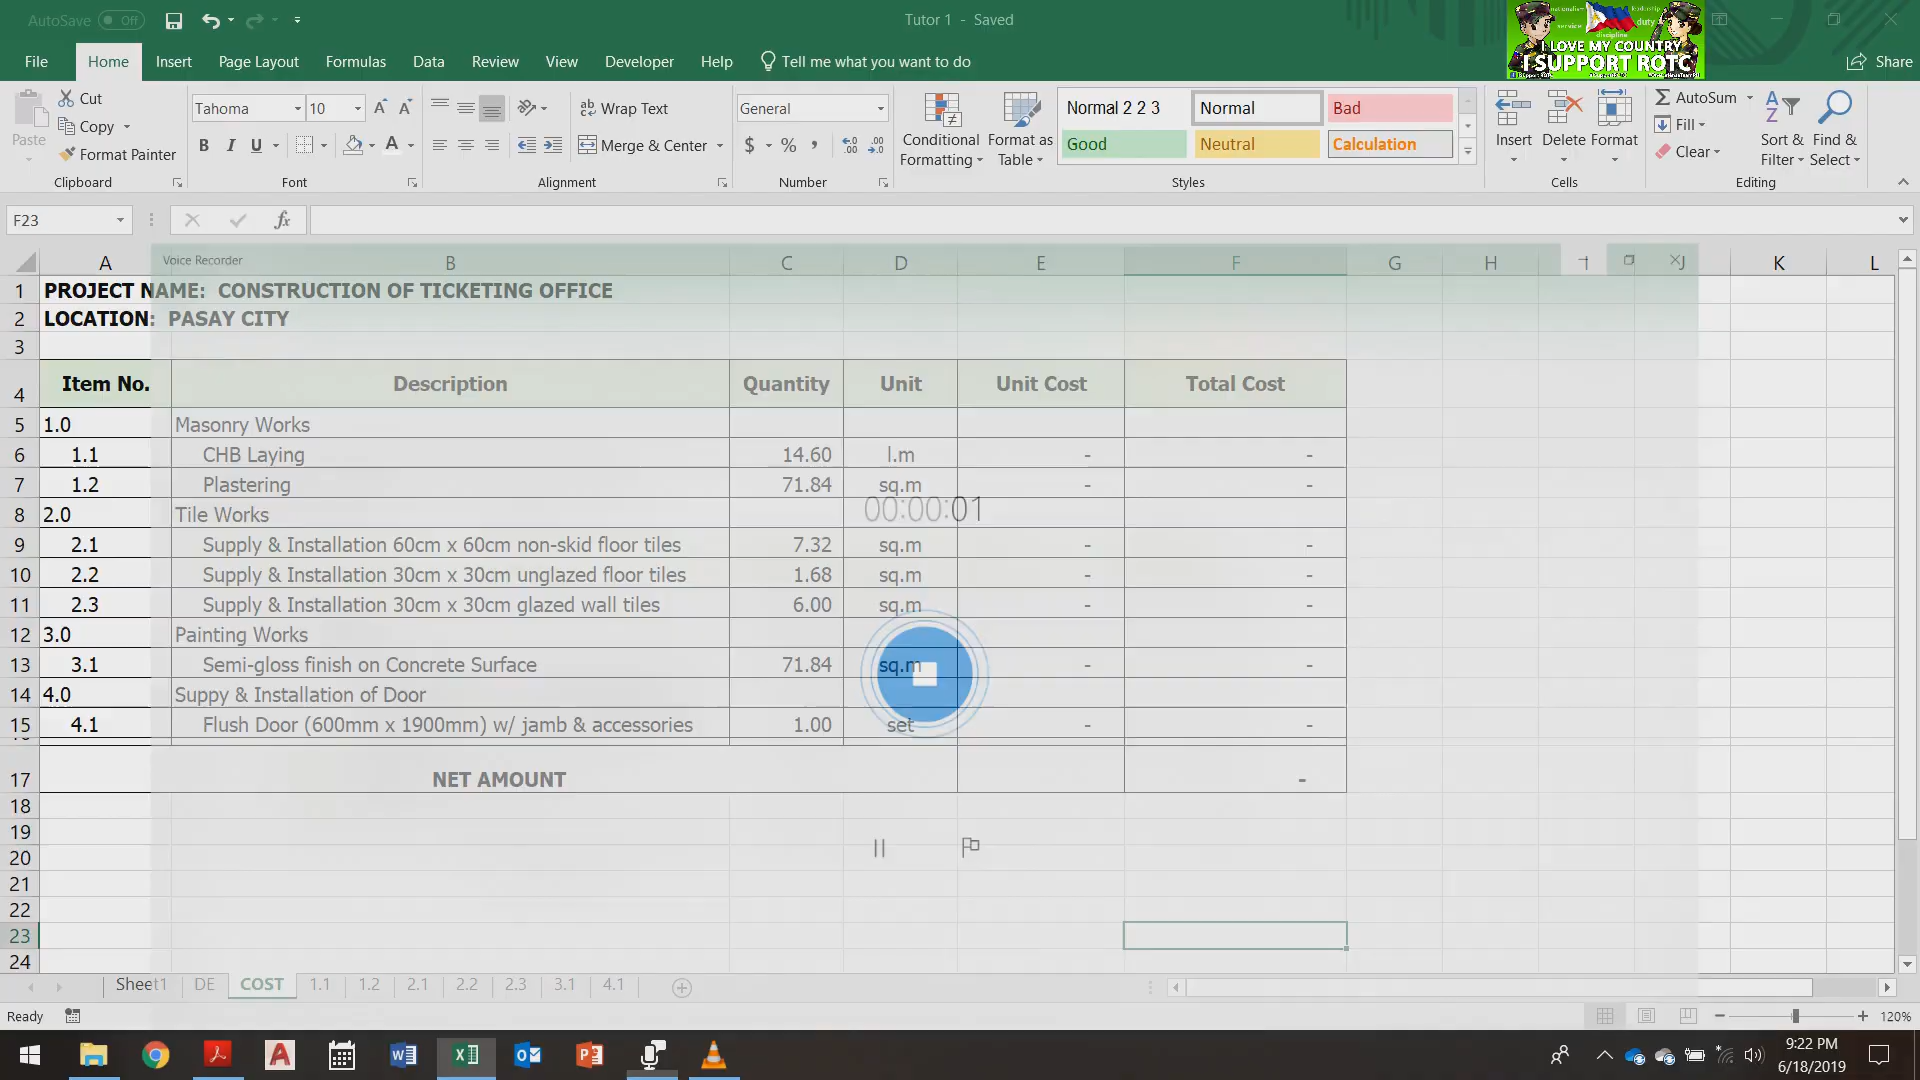 AutoSave Off
Tutor 1 - Saved
I LOVE MY COUNTRY
I SUPPORT ROTC
File Home Insert Page Layout Formulas Data Review View Developer Help Tell me what you want to do Share
Paste Cut Copy Format Painter Clipboard
Tahoma 10 B I U A Font
Wrap Text Merge & Center Alignment
General $ % Number
Conditional Formatting Format as Table
Normal 2 2 3 Normal Bad
Good Neutral Calculation
Styles
Insert Delete Format Cells
AutoSum Fill Clear Sort & Filter Find & Select Editing
F23 fx
Voice Recorder
A B C D E F G H J K L
1 PROJECT NAME: CONSTRUCTION OF TICKETING OFFICE
2 LOCATION: PASAY CITY
3
4 Item No. Description Quantity Unit Unit Cost Total Cost
5 1.0 Masonry Works
6 1.1 CHB Laying 14.60 l.m - -
7 1.2 Plastering 71.84 sq.m - -
00:00:01
8 2.0 Tile Works
9 2.1 Supply & Installation 60cm x 60cm non-skid floor tiles 7.32 sq.m - -
10 2.2 Supply & Installation 30cm x 30cm unglazed floor tiles 1.68 sq.m - -
11 2.3 Supply & Installation 30cm x 30cm glazed wall tiles 6.00 sq.m - -
12 3.0 Painting Works
13 3.1 Semi-gloss finish on Concrete Surface 71.84 sq.m - -
14 4.0 Suppy & Installation of Door
15 4.1 Flush Door (600mm x 1900mm) w/ jamb & accessories 1.00 set - -
17 NET AMOUNT -
18
19
20
21
22
23
24
Sheet1 DE COST 1.1 1.2 2.1 2.2 2.3 3.1 4.1
Ready 120%
9:22 PM
6/18/2019